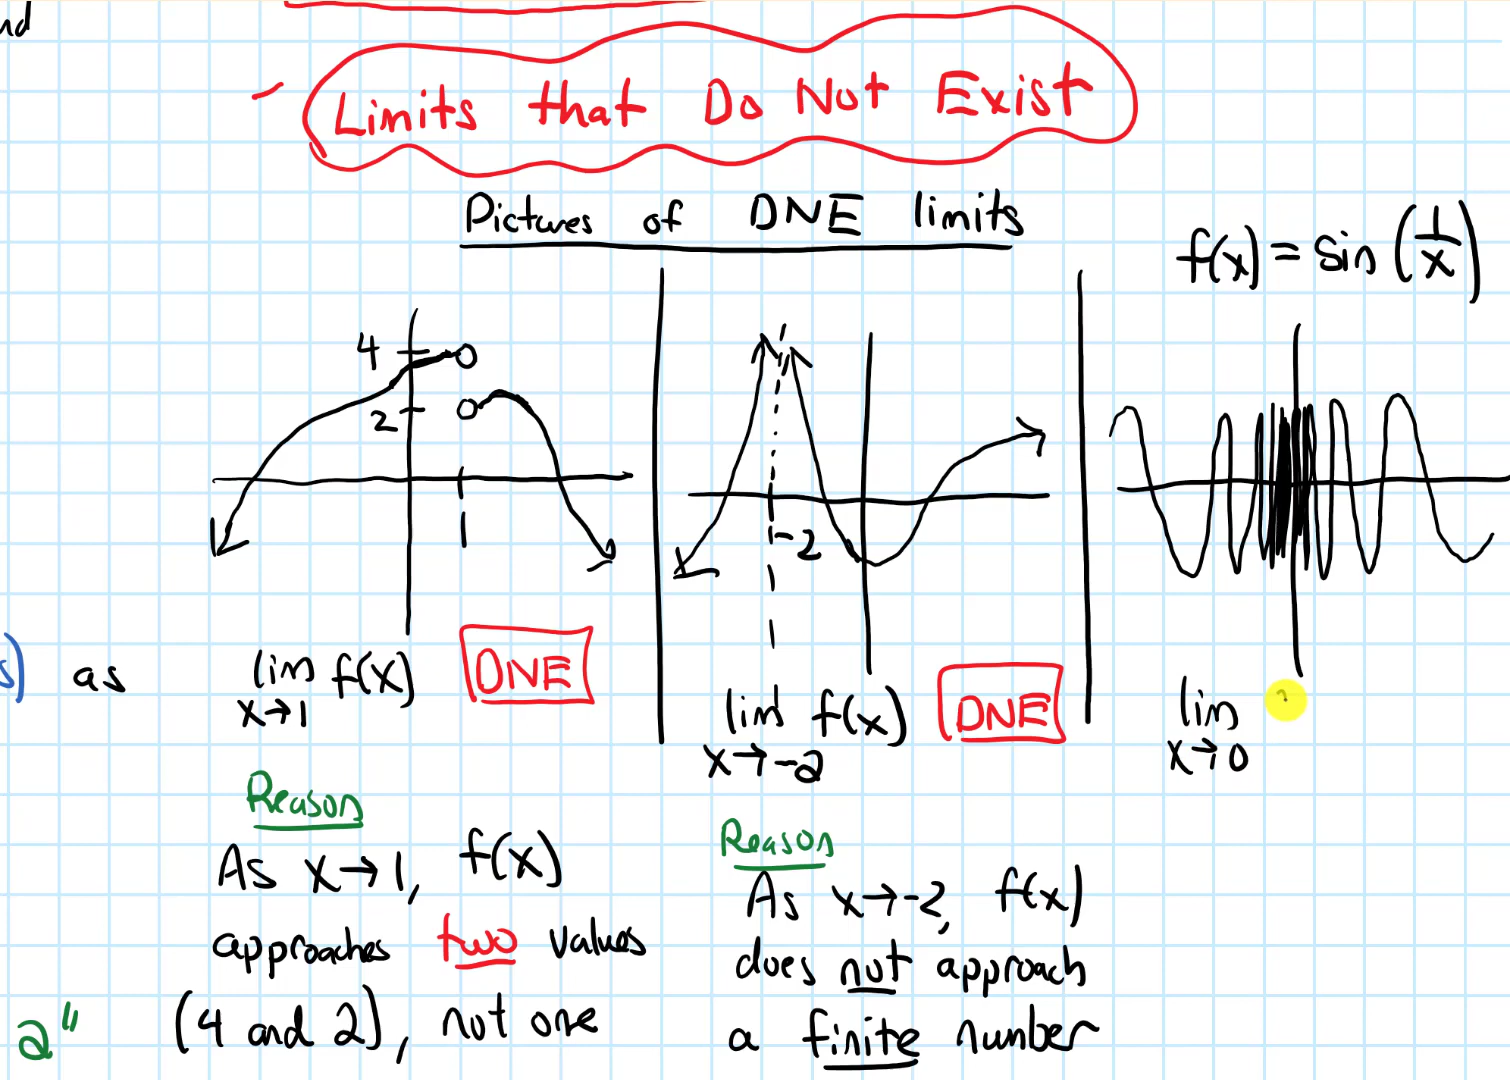 nd
Limits that Do Not Exist
Pictures of DNE limits
f(x) = sin (1/x)
4
2
1
-2
s) as
lim f(x) DNE
x→1
lim f(x) DNE
x→-2
lim
x→0
Reason
As x→1, f(x)
approaches two values
(4 and 2), not one
Reason
As x→-2, f(x)
does not approach
a finite number
a"